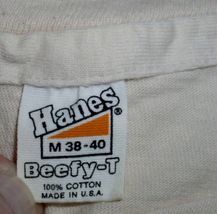 Hanes
®
M 38-40
Beefy-T
100% COTTON
MADE IN U.S.A.